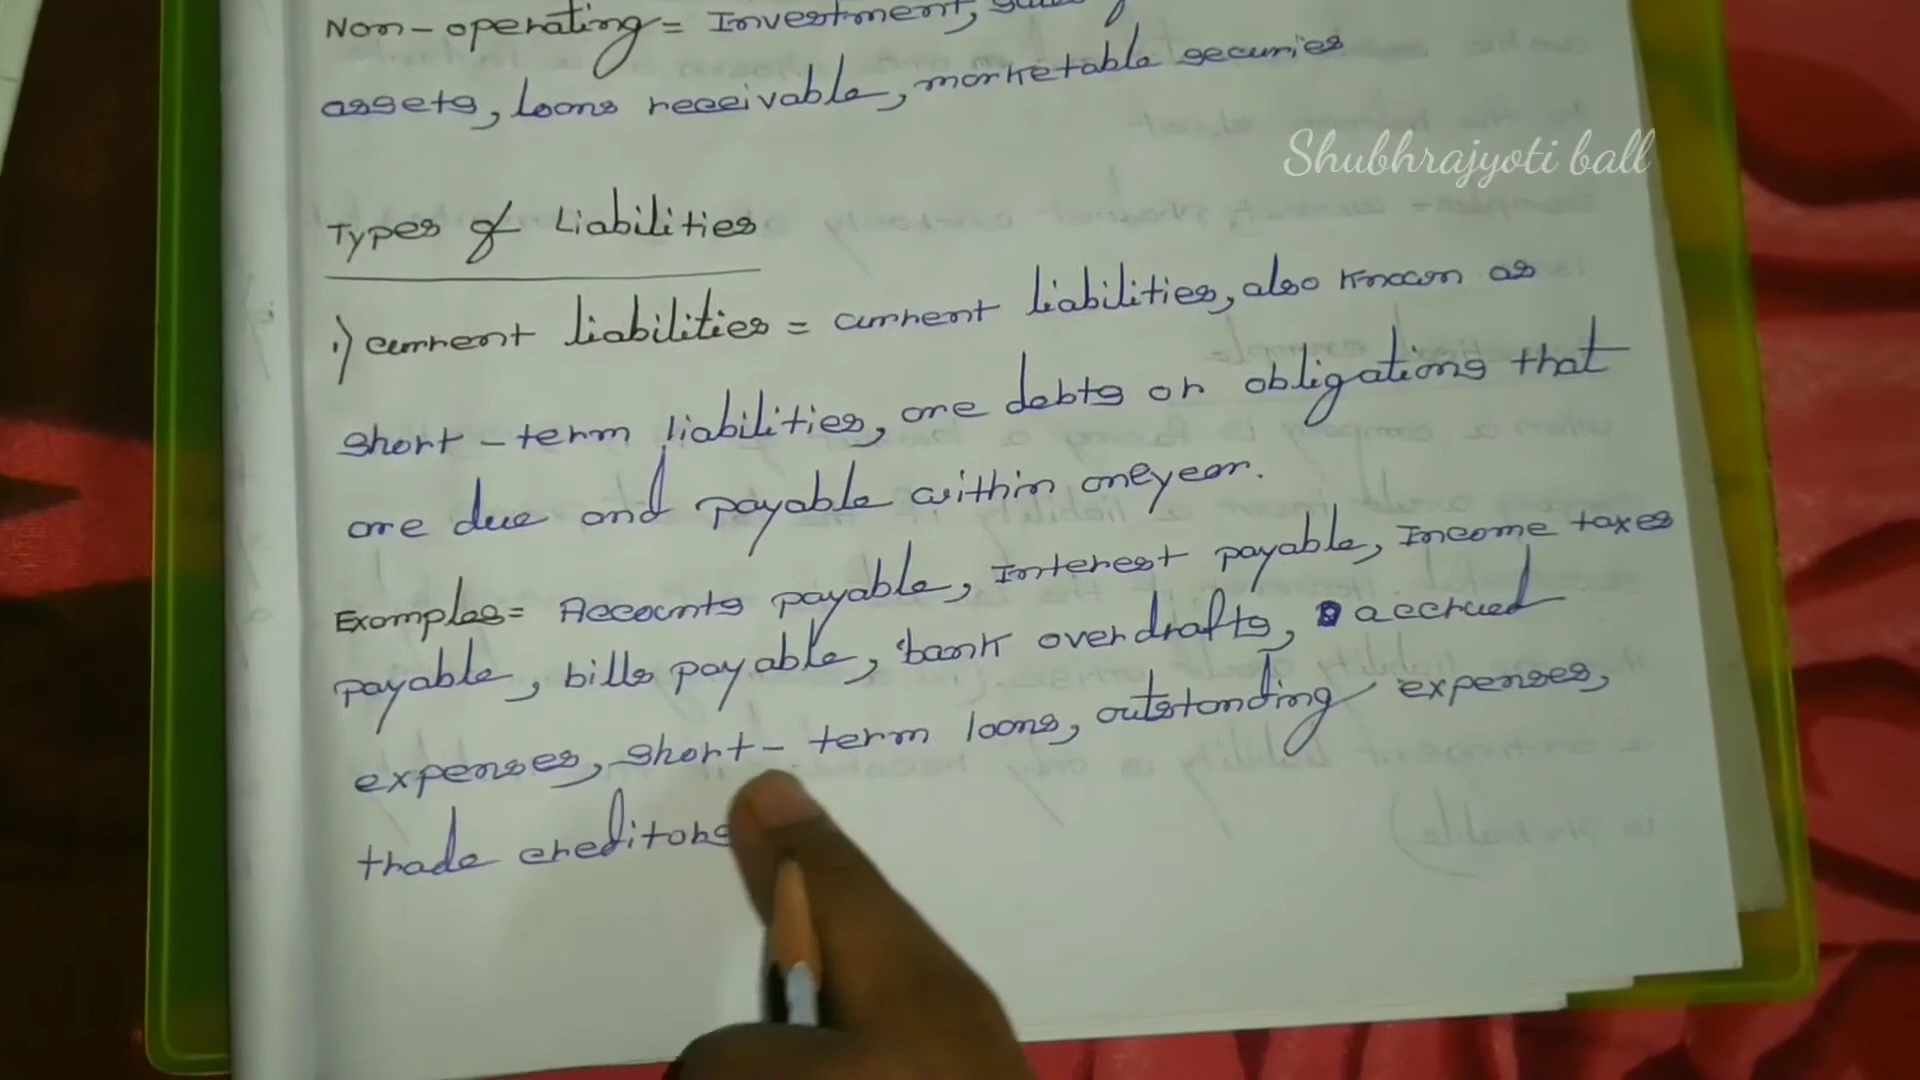 Non-operating = Investment,
assets, loans receivable, marketable securies
Shubhrajyoti ball
Types of Liabilities
1) current liabilities = current liabilities, also known as
short-term liabilities, are debts or obligations that
are due and payable within oneyear.
Examples= Accounts payable, Interest payable, Income taxes
payable, bills payable, bank overdrafts, accrued
expenses, short-term loans, outstanding expenses,
trade creditors